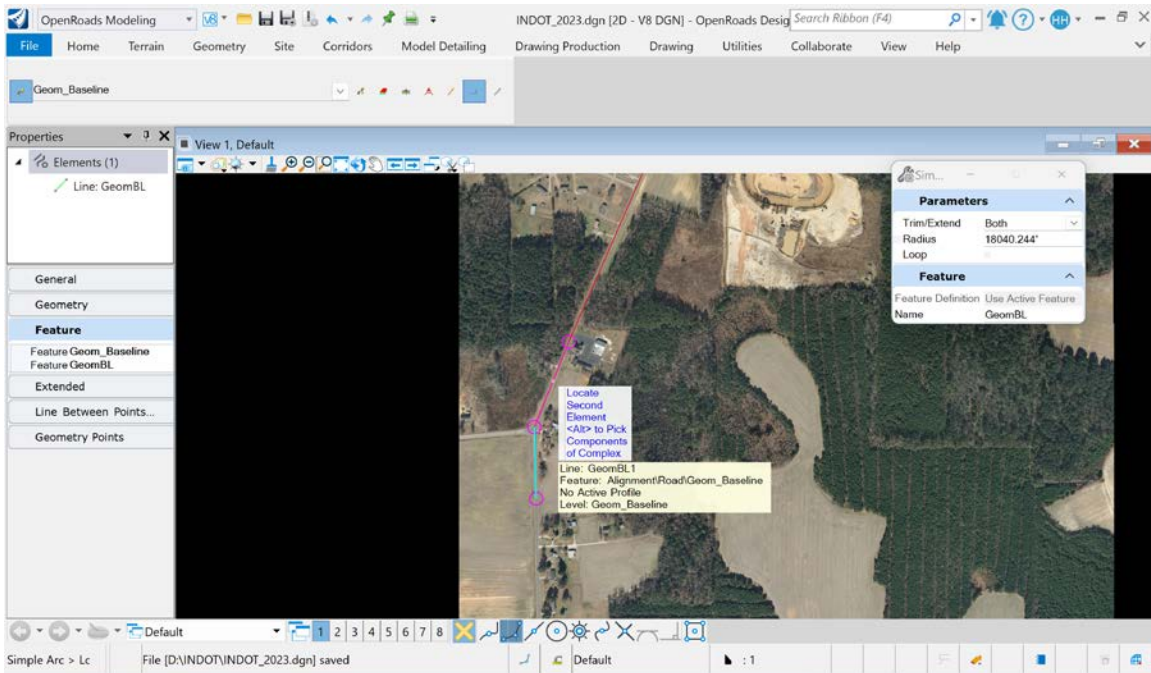 OpenRoads Modeling
INDOT_2023.dgn [2D - V8 DGN] - OpenRoads Desig
Search Ribbon (F4)
HH
File Home Terrain Geometry Site Corridors Model Detailing Drawing Production Drawing Utilities Collaborate View Help
Geom_Baseline
Properties
Elements (1)
Line: GeomBL
General
Geometry
Feature
Feature Geom_Baseline
Feature GeomBL
Extended
Line Between Points...
Geometry Points
View 1, Default
Sim...
Parameters
Trim/Extend Both
Radius 18040.244'
Loop
Feature
Feature Definition Use Active Feature
Name GeomBL
Locate
Second
Element
<Alt> to Pick
Components
of Complex
Line: GeomBL1
Feature: Alignment\Road\Geom_Baseline
No Active Profile
Level: Geom_Baseline
Default
1 2 3 4 5 6 7 8
Simple Arc > Lc
File [D:\INDOT\INDOT_2023.dgn] saved
Default
: 1